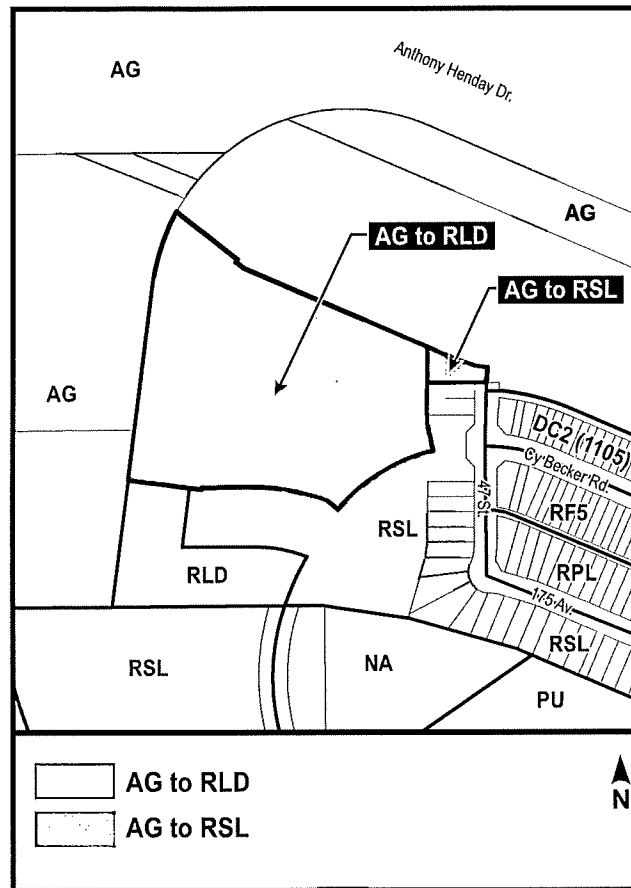 AG
Anthony Henday Dr.
AG
AG to RLD
AG to RSL
AG
DC2 (1105)
Cy Becker Rd.
RF5
47 St.
RSL
RPL
RLD
175 Av.
RSL
RSL
NA
PU
AG to RLD
AG to RSL
N